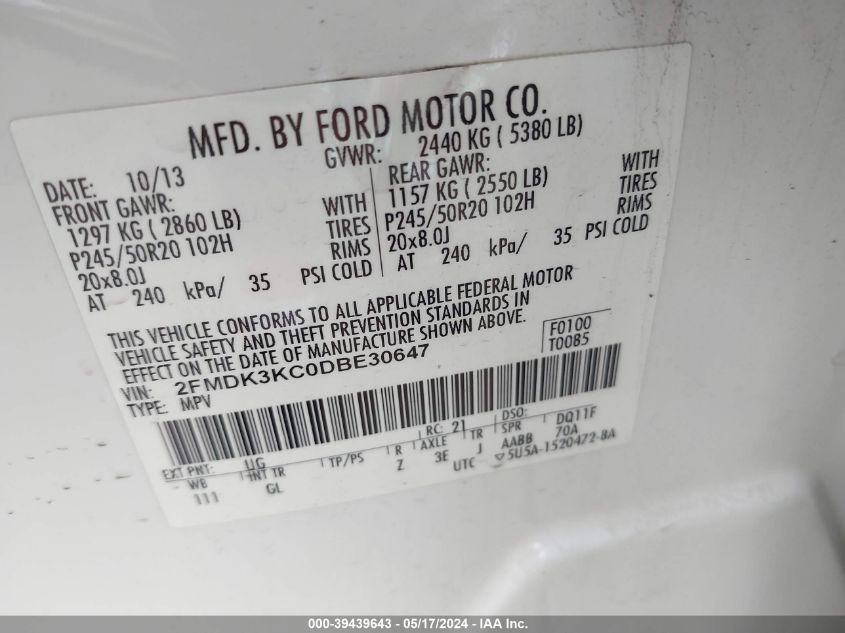 MFD. BY FORD MOTOR CO.
DATE: 10/13 GVWR: 2440 KG ( 5380 LB)
FRONT GAWR: REAR GAWR:
1297 KG ( 2860 LB) WITH 1157 KG ( 2550 LB) WITH
P245/50R20 102H TIRES P245/50R20 102H TIRES
20x8.0J RIMS 20x8.0J RIMS
AT 240 kPa/ 35 PSI COLD AT 240 kPa/ 35 PSI COLD
THIS VEHICLE CONFORMS TO ALL APPLICABLE FEDERAL MOTOR
VEHICLE SAFETY AND THEFT PREVENTION STANDARDS IN
EFFECT ON THE DATE OF MANUFACTURE SHOWN ABOVE.
VIN: 2FMDK3KC0DBE30647 F0100
TYPE: MPV T0085
EXT PNT: UG RC: 21 DSO:
WB INT TR TP/PS R AXLE TR SPR DQ11F
111 GL Z 3E J AABB 70A
UTC ▽5U5A-1520472-BA
000-39439643 - 05/17/2024 - IAA Inc.